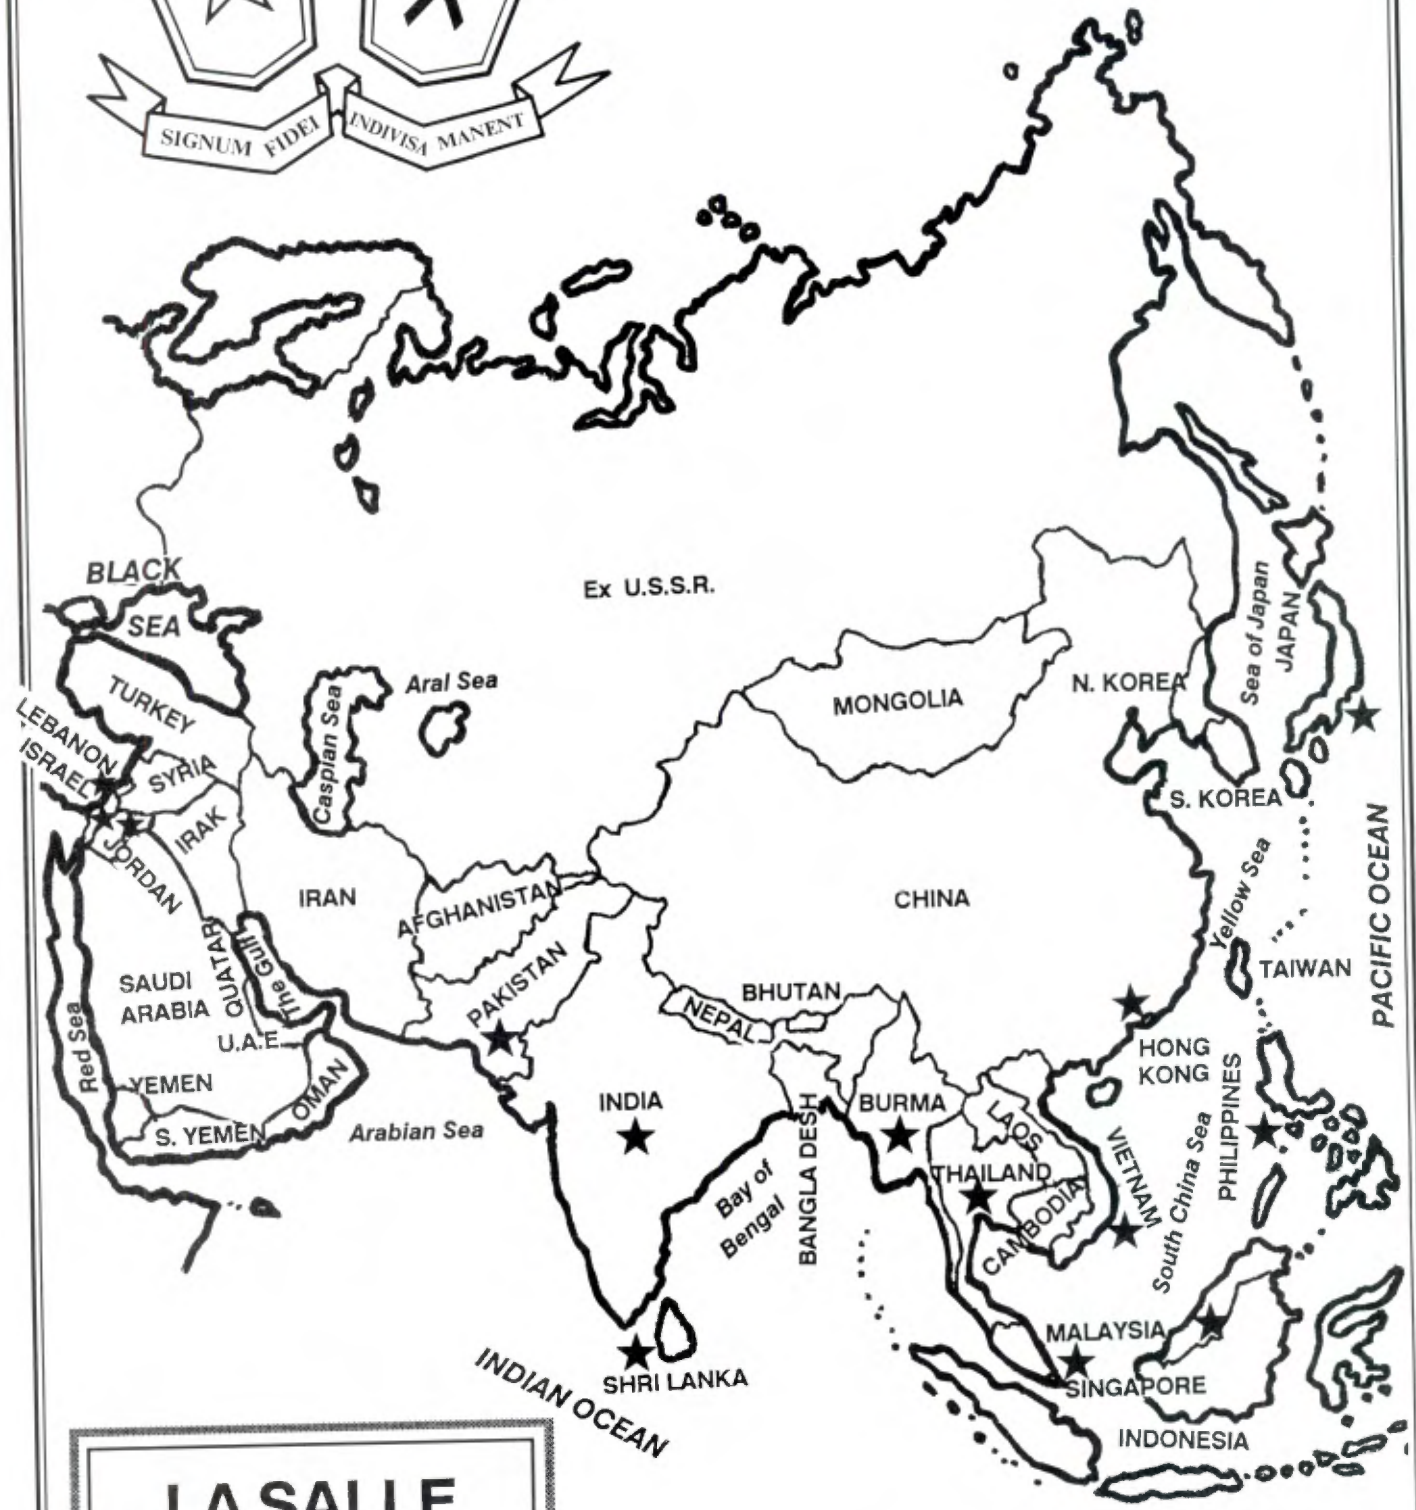 SIGNUM FIDEI
INDIVISA MANENT
BLACK
SEA
Ex U.S.S.R.
Sea of Japan
JAPAN
TURKEY
Caspian Sea
Aral Sea
MONGOLIA
N. KOREA
LEBANON
ISRAEL
SYRIA
IRAK
JORDAN
S. KOREA
IRAN
AFGHANISTAN
CHINA
Yellow Sea
PACIFIC OCEAN
SAUDI
ARABIA
QUATAR
The Gulf
PAKISTAN
BHUTAN
NEPAL
TAIWAN
Red Sea
U.A.E.
YEMEN
OMAN
S. YEMEN
Arabian Sea
INDIA
BANGLA DESH
BURMA
LAOS
HONG
KONG
PHILIPPINES
THAILAND
VIETNAM
South China Sea
CAMBODIA
Bay of
Bengal
MALAYSIA
SINGAPORE
SHRI LANKA
INDIAN OCEAN
INDONESIA
LA SALLE